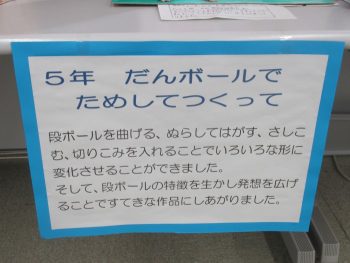 ５年　だんボールで
ためしてつくって
段ボールを曲げる、ぬらしてはがす、さしこ
む、切りこみを入れることでいろいろな形に
変化させることができました。
そして、段ボールの特徴を生かし発想を広げ
ることですてきな作品にしあがりました。